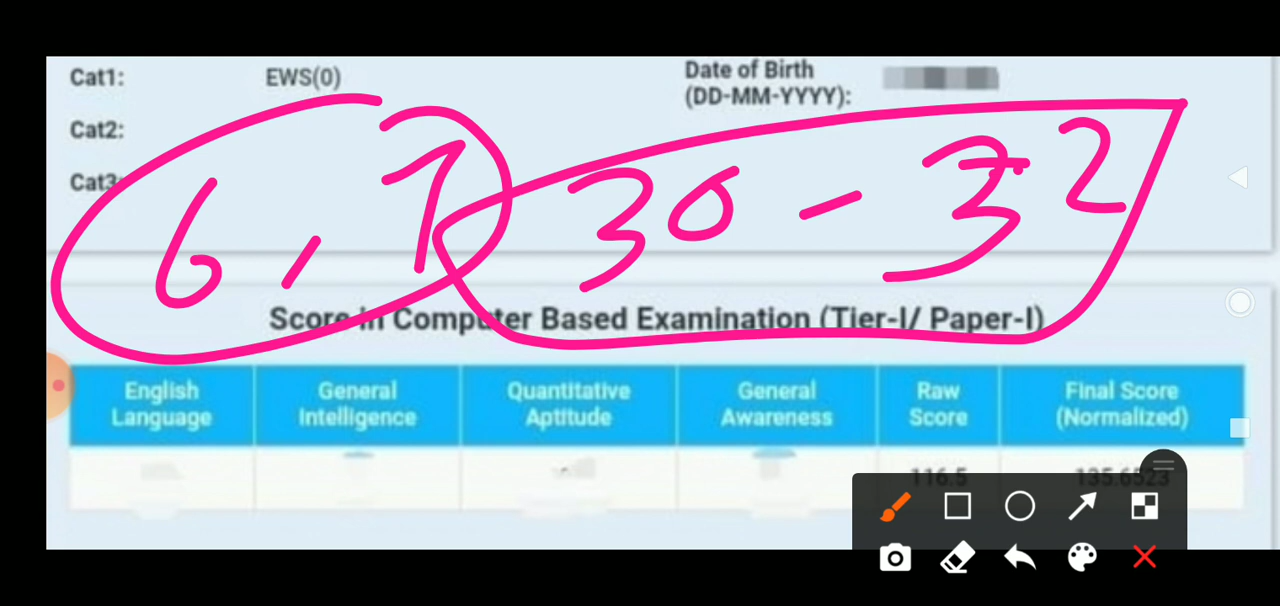 Cat1: EWS(0) Date of Birth
(DD-MM-YYYY):
Cat2:
Cat3
6, 7 30 - 32
Score in Computer Based Examination (Tier-I/ Paper-I)
English Language General Intelligence Quantitative Aptitude General Awareness Raw Score Final Score (Normalized)
116.5 135.6523